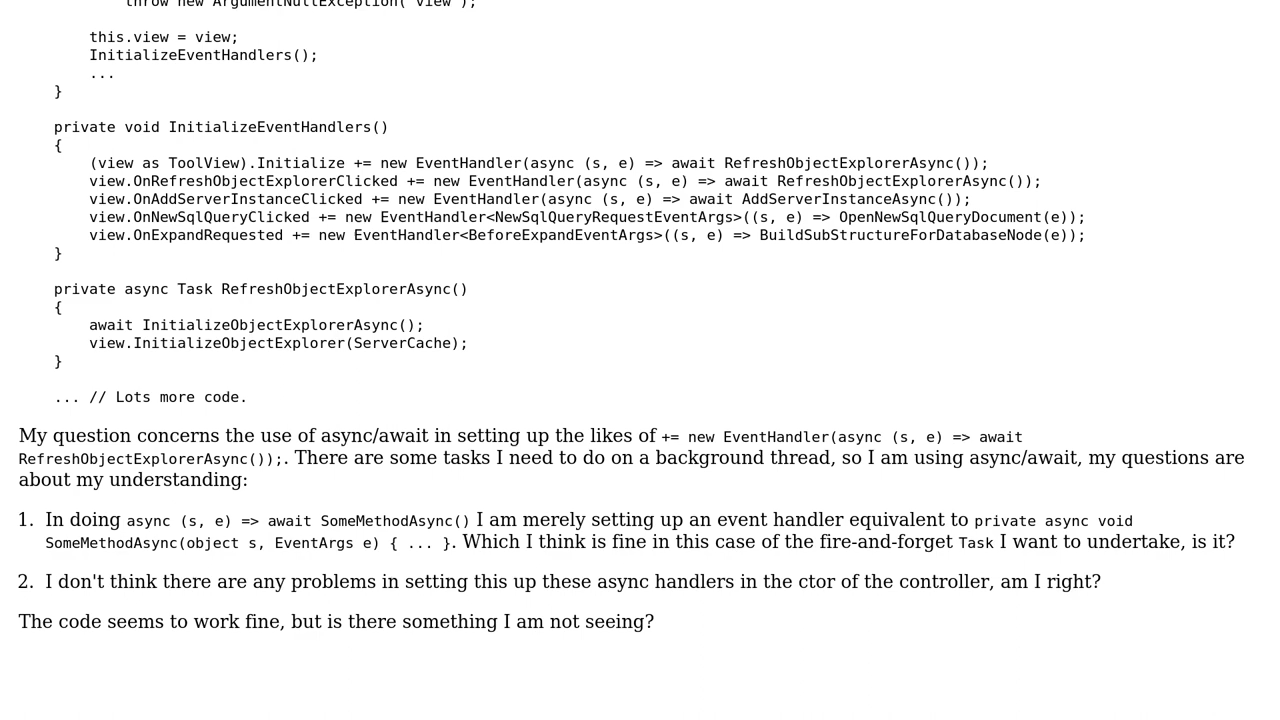 throw new ArgumentNullException("view");
this.view = view;
InitializeEventHandlers();
...
}
private void InitializeEventHandlers()
{
(view as ToolView).Initialize += new EventHandler(async (s, e) => await RefreshObjectExplorerAsync());
view.OnRefreshObjectExplorerClicked += new EventHandler(async (s, e) => await RefreshObjectExplorerAsync());
view.OnAddServerInstanceClicked += new EventHandler(async (s, e) => await AddServerInstanceAsync());
view.OnNewSqlQueryClicked += new EventHandler<NewSqlQueryRequestEventArgs>((s, e) => OpenNewSqlQueryDocument(e));
view.OnExpandRequested += new EventHandler<BeforeExpandEventArgs>((s, e) => BuildSubStructureForDatabaseNode(e));
}
private async Task RefreshObjectExplorerAsync()
{
await InitializeObjectExplorerAsync();
view.InitializeObjectExplorer(ServerCache);
}
... // Lots more code.
My question concerns the use of async/await in setting up the likes of += new EventHandler(async (s, e) => await
RefreshObjectExplorerAsync());. There are some tasks I need to do on a background thread, so I am using async/await, my questions are
about my understanding:
1. In doing async (s, e) => await SomeMethodAsync() I am merely setting up an event handler equivalent to private async void
SomeMethodAsync(object s, EventArgs e) { ... }. Which I think is fine in this case of the fire-and-forget Task I want to undertake, is it?
2. I don't think there are any problems in setting this up these async handlers in the ctor of the controller, am I right?
The code seems to work fine, but is there something I am not seeing?